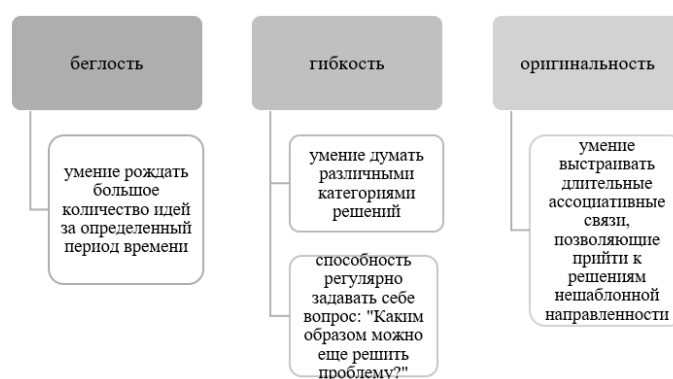 беглость
умение рождать
большое
количество идей
за определенный
период времени
гибкость
умение думать
различными
категориями
решений
способность
регулярно
задавать себе
вопрос: "Каким
образом можно
еще решить
проблему?"
оригинальность
умение
выстраивать
длительные
ассоциативные
связи,
позволяющие
прийти к
решениям
нешаблонной
направленности